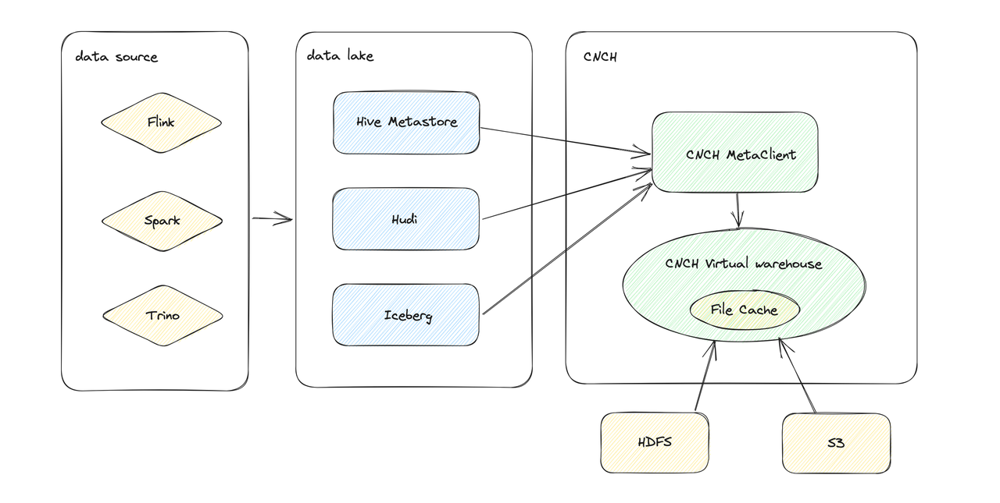 data source
Flink
Spark
Trino
data lake
Hive Metastore
Hudi
Iceberg
CNCH
CNCH MetaClient
CNCH Virtual warehouse
File Cache
HDFS
S3